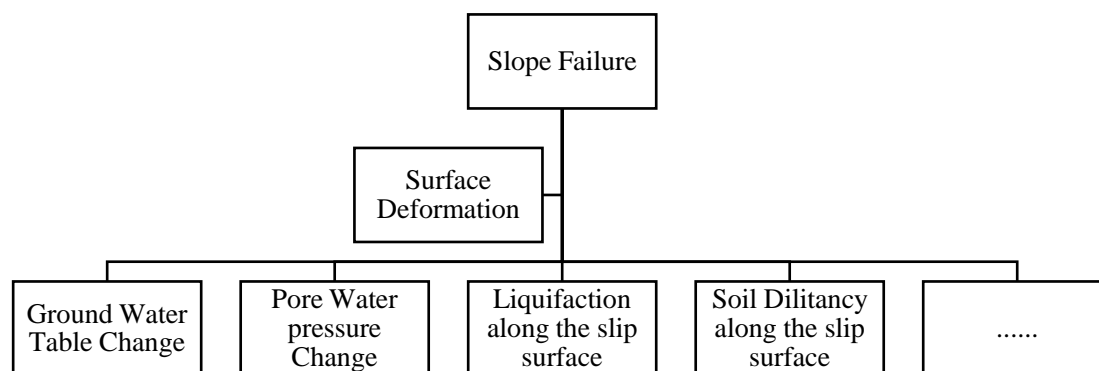 Slope Failure
Surface
Deformation
Ground Water
Table Change
Pore Water
pressure
Change
Liquifaction
along the slip
surface
Soil Dilitancy
along the slip
surface
......